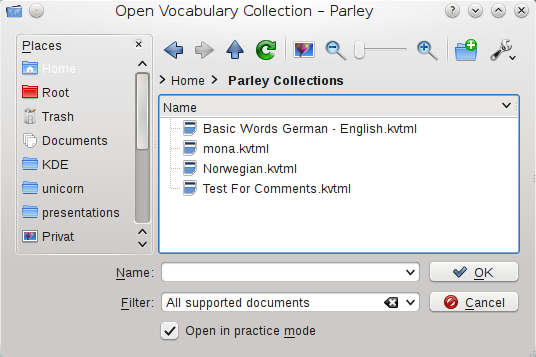 Open Vocabulary Collection – Parley
Places
Home
Root
Trash
Documents
KDE
unicorn
presentations
Privat
Home
Parley Collections
Name
Basic Words German - English.kvtml
mona.kvtml
Norwegian.kvtml
Test For Comments.kvtml
Name:
OK
Filter:
All supported documents
Cancel
Open in practice mode